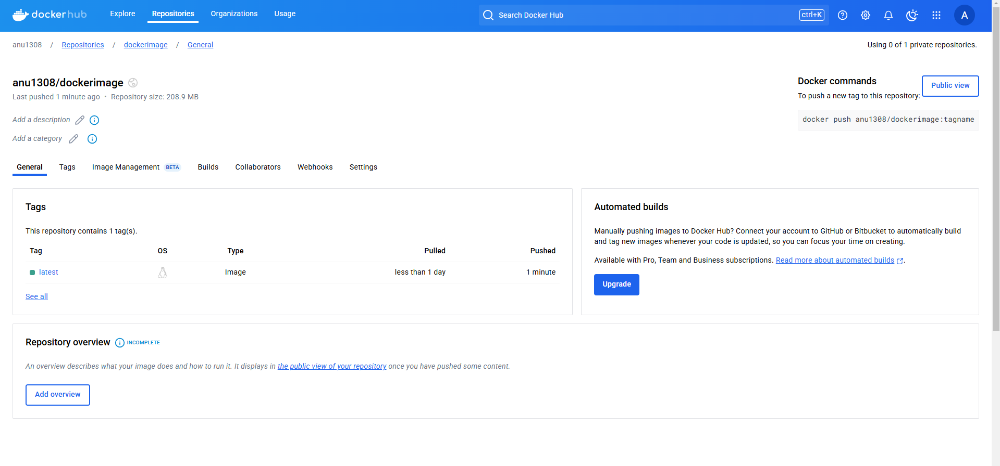 dockerhub Explore Repositories Organizations Usage Search Docker Hub ctrl+K A
anu1308 / Repositories / dockerimage / General Using 0 of 1 private repositories.
anu1308/dockerimage
Last pushed 1 minute ago • Repository size: 208.9 MB
Docker commands
Public view
To push a new tag to this repository:
docker push anu1308/dockerimage:tagname
Add a description
Add a category
General Tags Image Management BETA Builds Collaborators Webhooks Settings
Tags
This repository contains 1 tag(s).
Tag OS Type Pulled Pushed
latest Image less than 1 day 1 minute
See all
Automated builds
Manually pushing images to Docker Hub? Connect your account to GitHub or Bitbucket to automatically build
and tag new images whenever your code is updated, so you can focus your time on creating.
Available with Pro, Team and Business subscriptions. Read more about automated builds.
Upgrade
Repository overview INCOMPLETE
An overview describes what your image does and how to run it. It displays in the public view of your repository once you have pushed some content.
Add overview